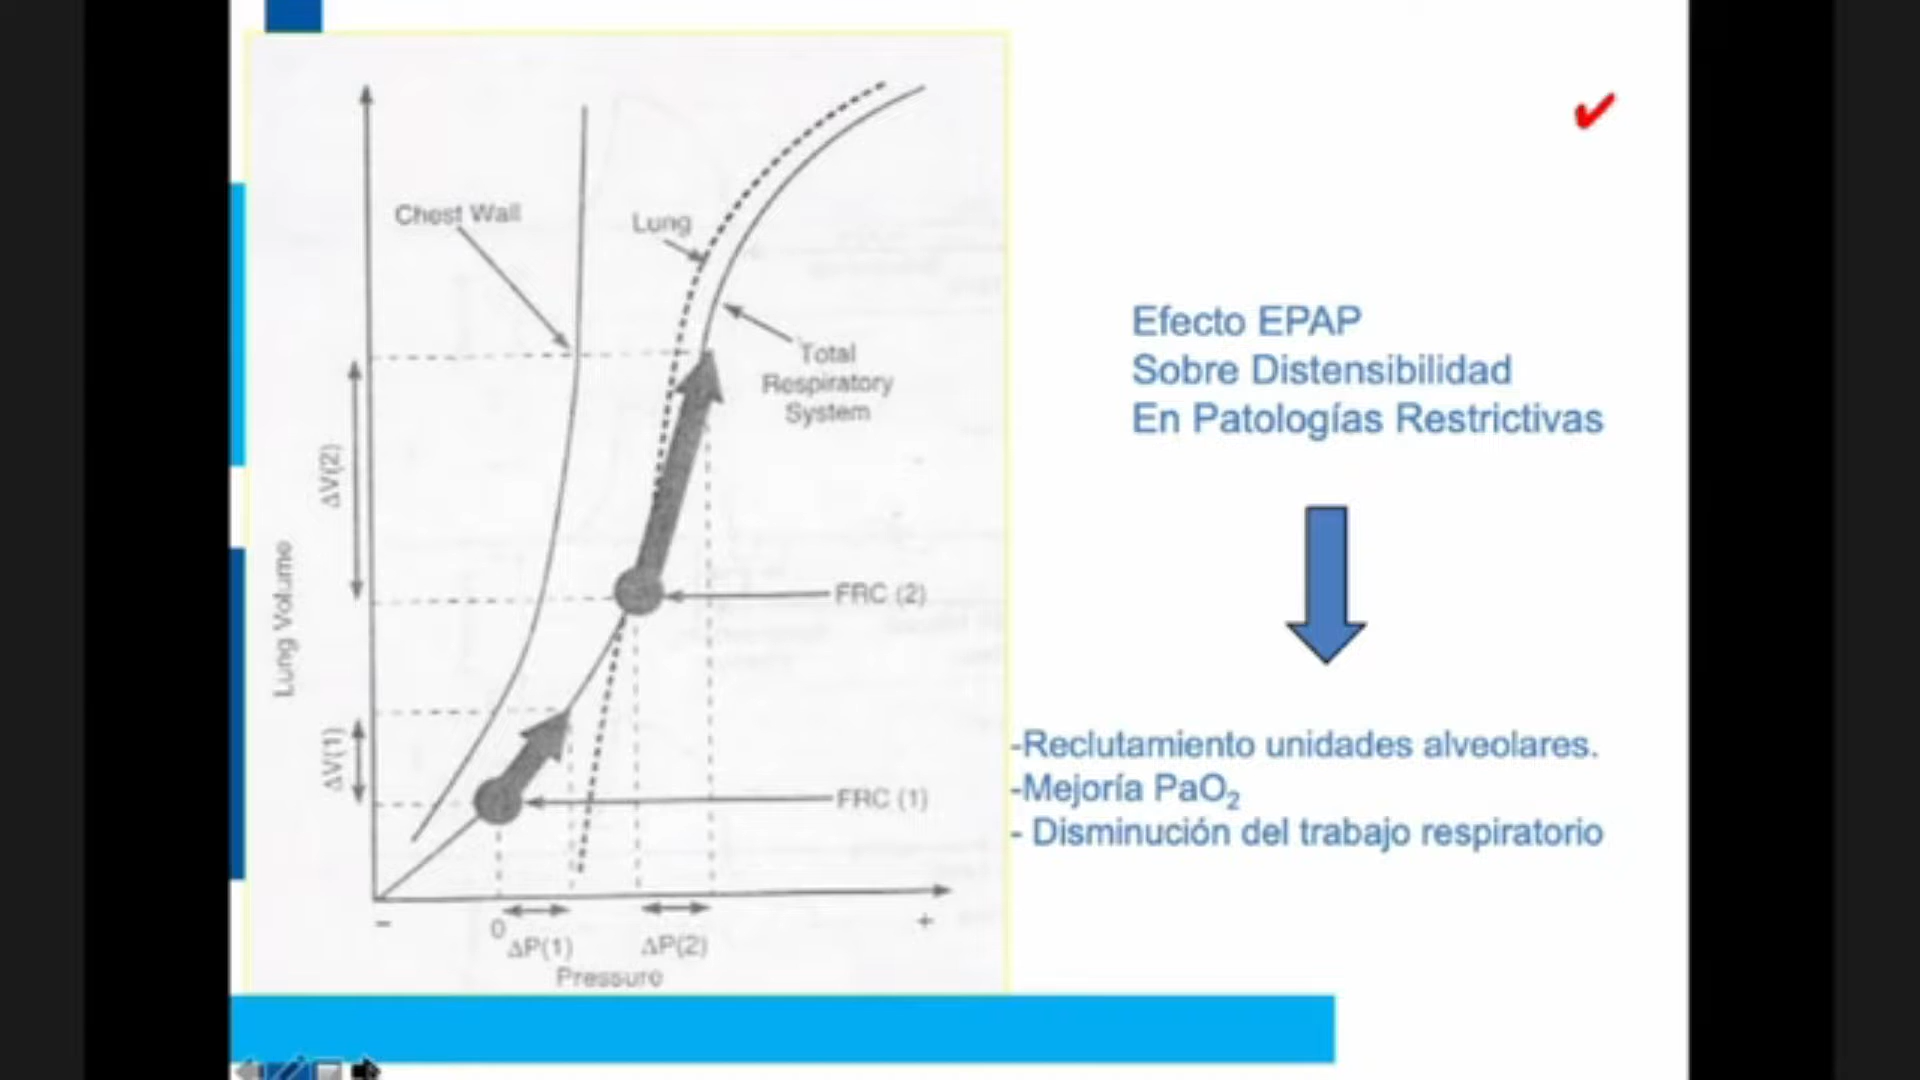 Chest Wall
Lung
Total
Respiratory
System
ΔV(2)
Lung Volume
FRC (2)
ΔV(1)
FRC (1)
−
0
+
ΔP(1)
ΔP(2)
Pressure
Efecto EPAP
Sobre Distensibilidad
En Patologías Restrictivas
-Reclutamiento unidades alveolares.
-Mejoría PaO₂
- Disminución del trabajo respiratorio